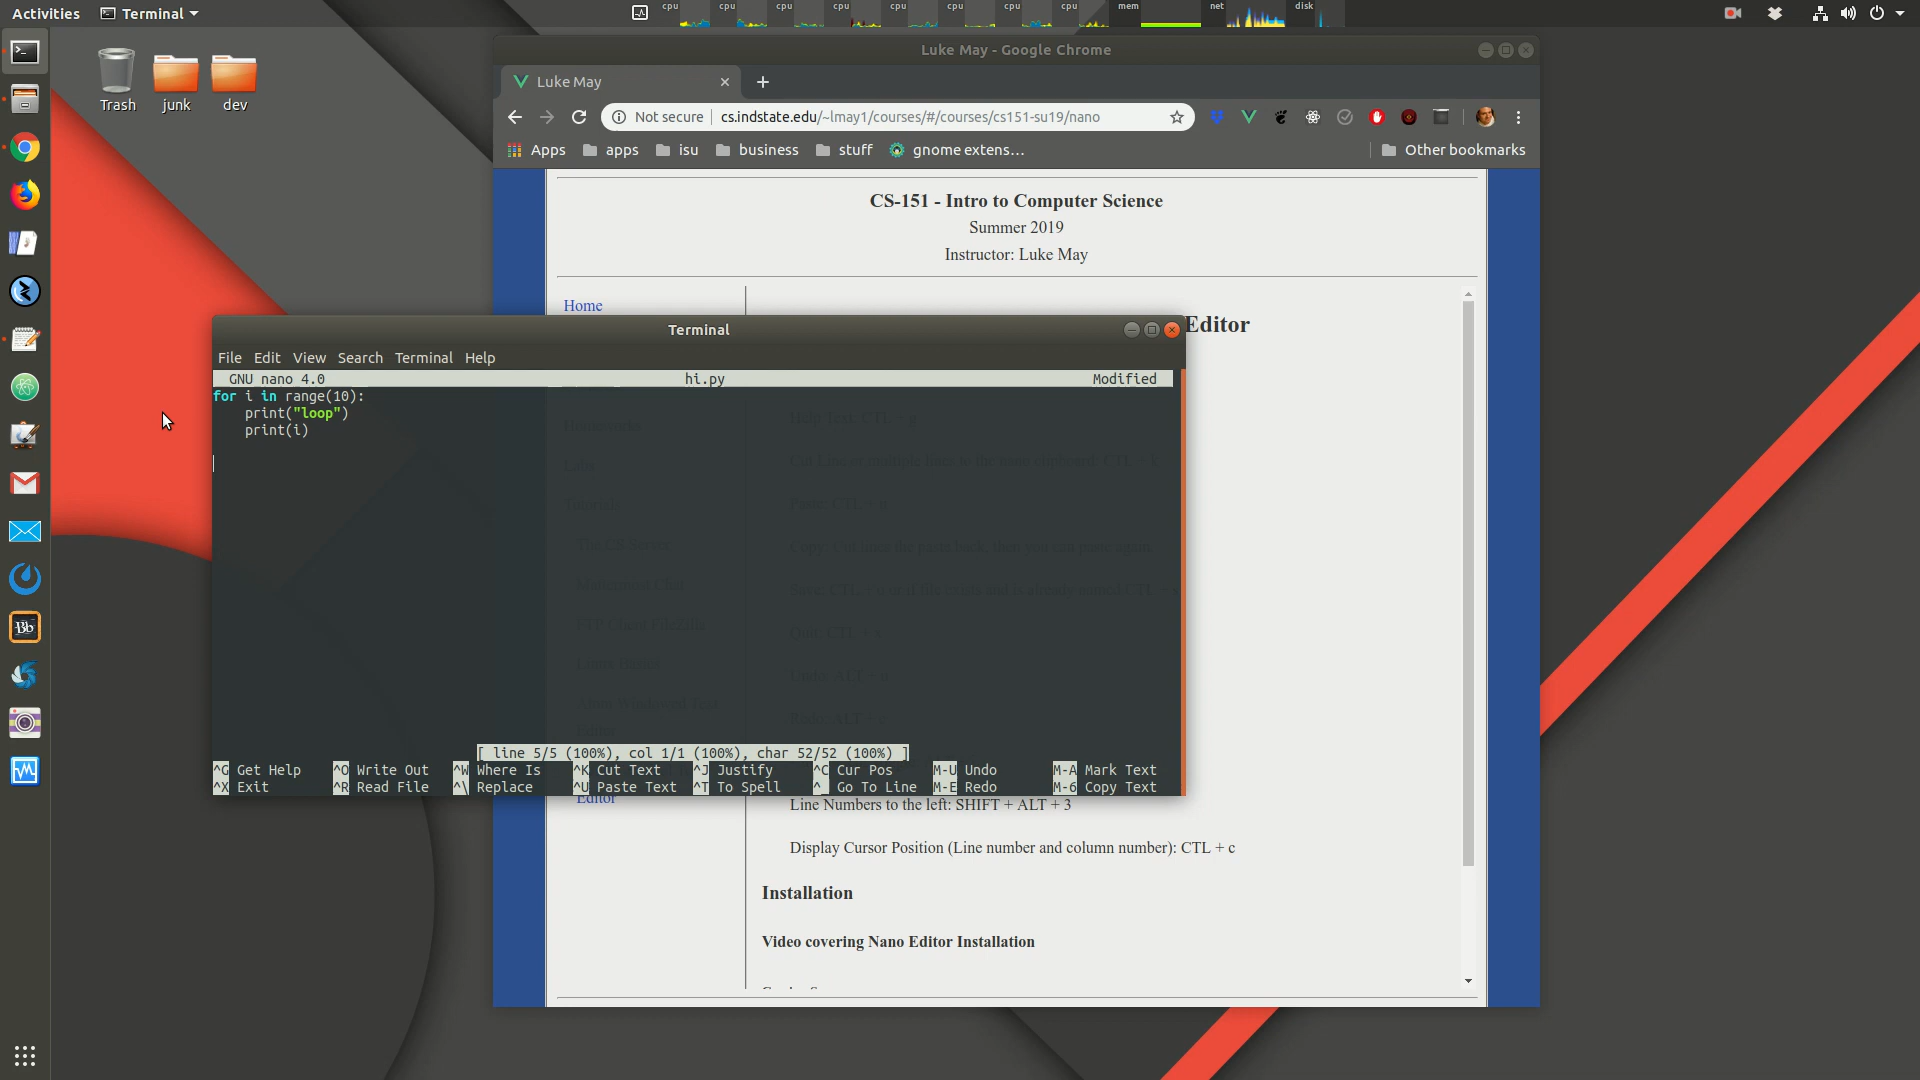 Activities
Terminal
cpu cpu cpu cpu cpu cpu cpu cpu mem net disk
Trash
junk
dev
Luke May - Google Chrome
Luke May
Not secure
cs.indstate.edu/~lmay1/courses/#/courses/cs151-su19/nano
Apps
apps
isu
business
stuff
gnome extens...
Other bookmarks
CS-151 - Intro to Computer Science
Summer 2019
Instructor: Luke May
Home
Editor
Terminal
File Edit View Search Terminal Help
GNU nano 4.0 hi.py Modified
for i in range(10):
print("loop")
print(i)
[ line 5/5 (100%), col 1/1 (100%), char 52/52 (100%) ]
^G Get Help ^O Write Out ^W Where Is ^K Cut Text ^J Justify ^C Cur Pos M-U Undo M-A Mark Text
^X Exit ^R Read File ^\ Replace ^U Paste Text ^T To Spell ^_ Go To Line M-E Redo M-6 Copy Text
Editor
Line Numbers to the left: SHIFT + ALT + 3
Display Cursor Position (Line number and column number): CTL + c
Installation
Video covering Nano Editor Installation
Bb